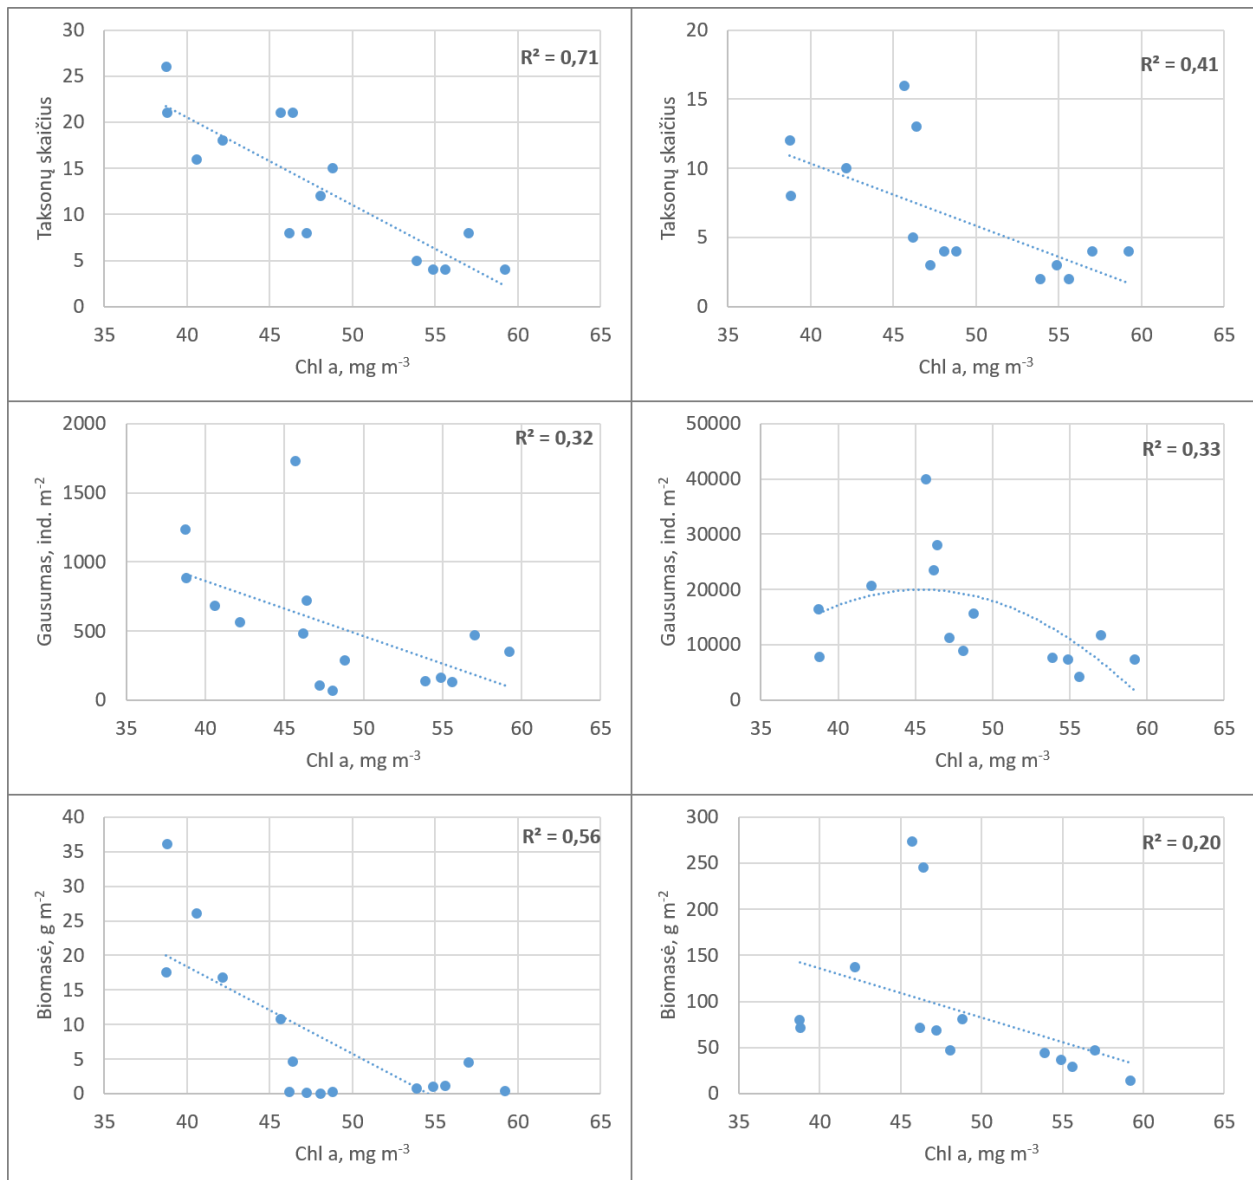 30
25
20
15
10
5
0
35 40 45 50 55 60 65
Taksonų skaičius
Chl a, mg m⁻³
R² = 0,71
20
15
10
5
0
35 40 45 50 55 60 65
Taksonų skaičius
Chl a, mg m⁻³
R² = 0,41
2000
1500
1000
500
0
35 40 45 50 55 60 65
Gausumas, ind. m⁻²
Chl a, mg m⁻³
R² = 0,32
50000
40000
30000
20000
10000
0
35 40 45 50 55 60 65
Gausumas, ind. m⁻²
Chl a, mg m⁻³
R² = 0,33
40
35
30
25
20
15
10
5
0
35 40 45 50 55 60 65
Biomasė, g m⁻²
Chl a, mg m⁻³
R² = 0,56
300
250
200
150
100
50
0
35 40 45 50 55 60 65
Biomasė, g m⁻²
Chl a, mg m⁻³
R² = 0,20